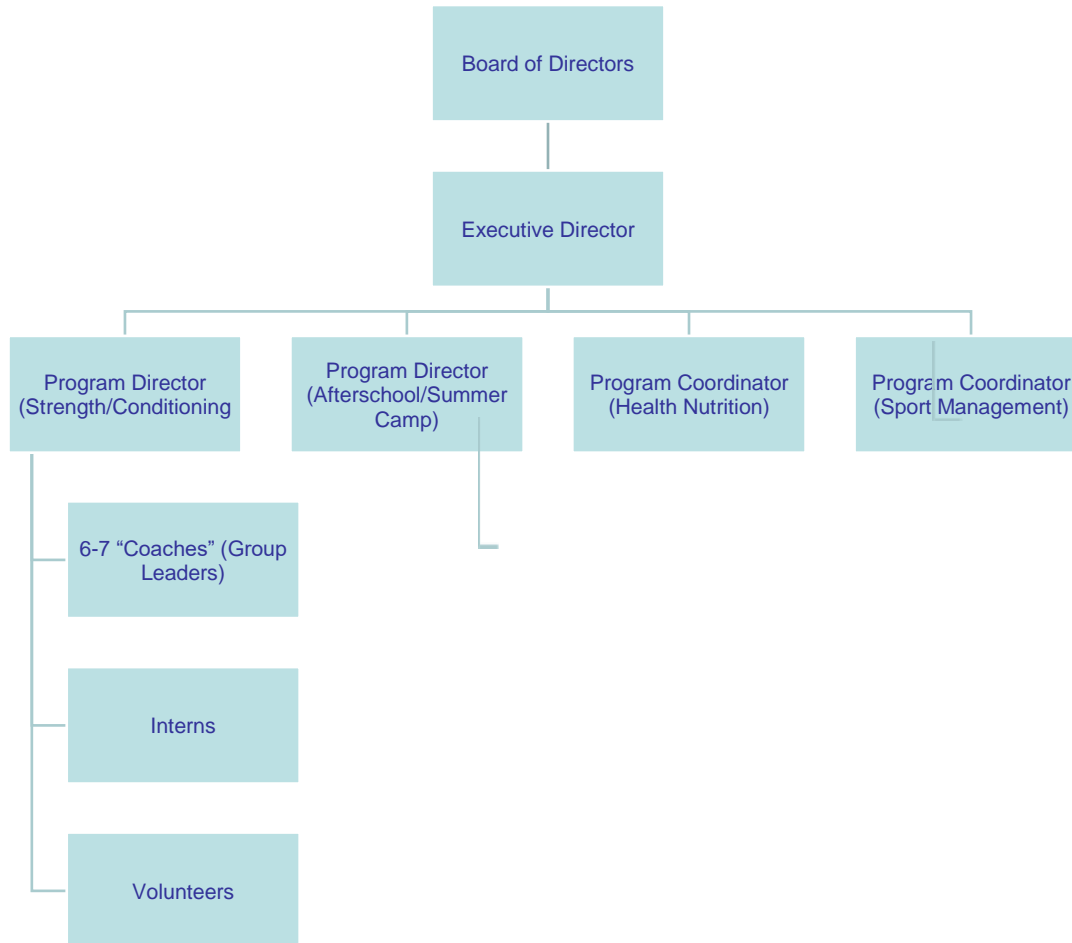 Board of Directors
Executive Director
Program Director
(Strength/Conditioning
Program Director
(Afterschool/Summer
Camp)
Program Coordinator
(Health Nutrition)
Program Coordinator
(Sport Management)
6-7 “Coaches” (Group
Leaders)
Interns
Volunteers